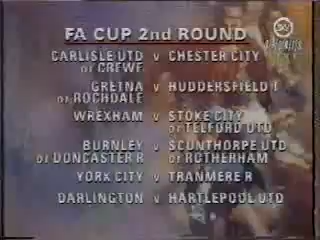 FA CUP 2nd ROUND
CARLISLE UTD v CHESTER CITY
or CREWE
GRETNA v HUDDERSFIELD T
or ROCHDALE
WREXHAM v STOKE CITY
or TELFORD UTD
BURNLEY v SCUNTHORPE UTD
or DONCASTER R or ROTHERHAM
YORK CITY v TRANMERE R
DARLINGTON v HARTLEPOOL UTD